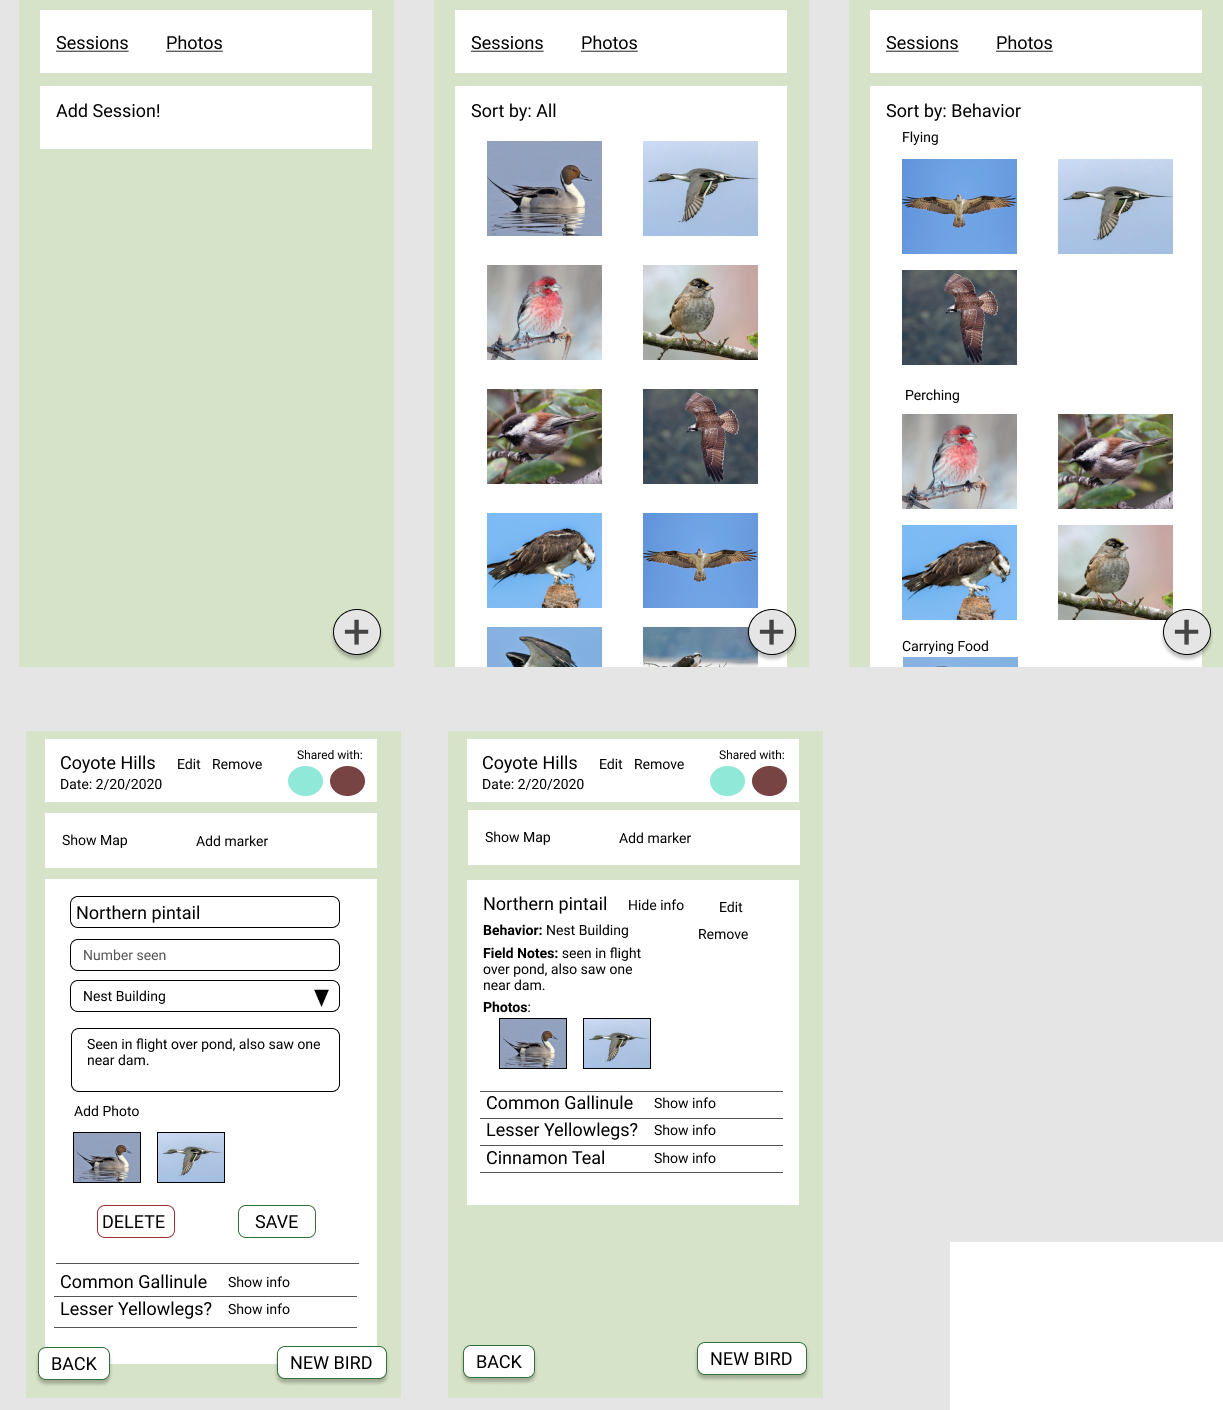 Sessions Photos
Add Session!
Sessions Photos
Sort by: All
Sessions Photos
Sort by: Behavior
Flying
Perching
Carrying Food
Coyote Hills Edit Remove Shared with:
Date: 2/20/2020
Show Map Add marker
Northern pintail
Number seen
Nest Building
Seen in flight over pond, also saw one
near dam.
Add Photo
DELETE SAVE
Common Gallinule Show info
Lesser Yellowlegs? Show info
BACK NEW BIRD
Coyote Hills Edit Remove Shared with:
Date: 2/20/2020
Show Map Add marker
Northern pintail Hide info Edit
Behavior: Nest Building Remove
Field Notes: seen in flight
over pond, also saw one
near dam.
Photos:
Common Gallinule Show info
Lesser Yellowlegs? Show info
Cinnamon Teal Show info
BACK NEW BIRD